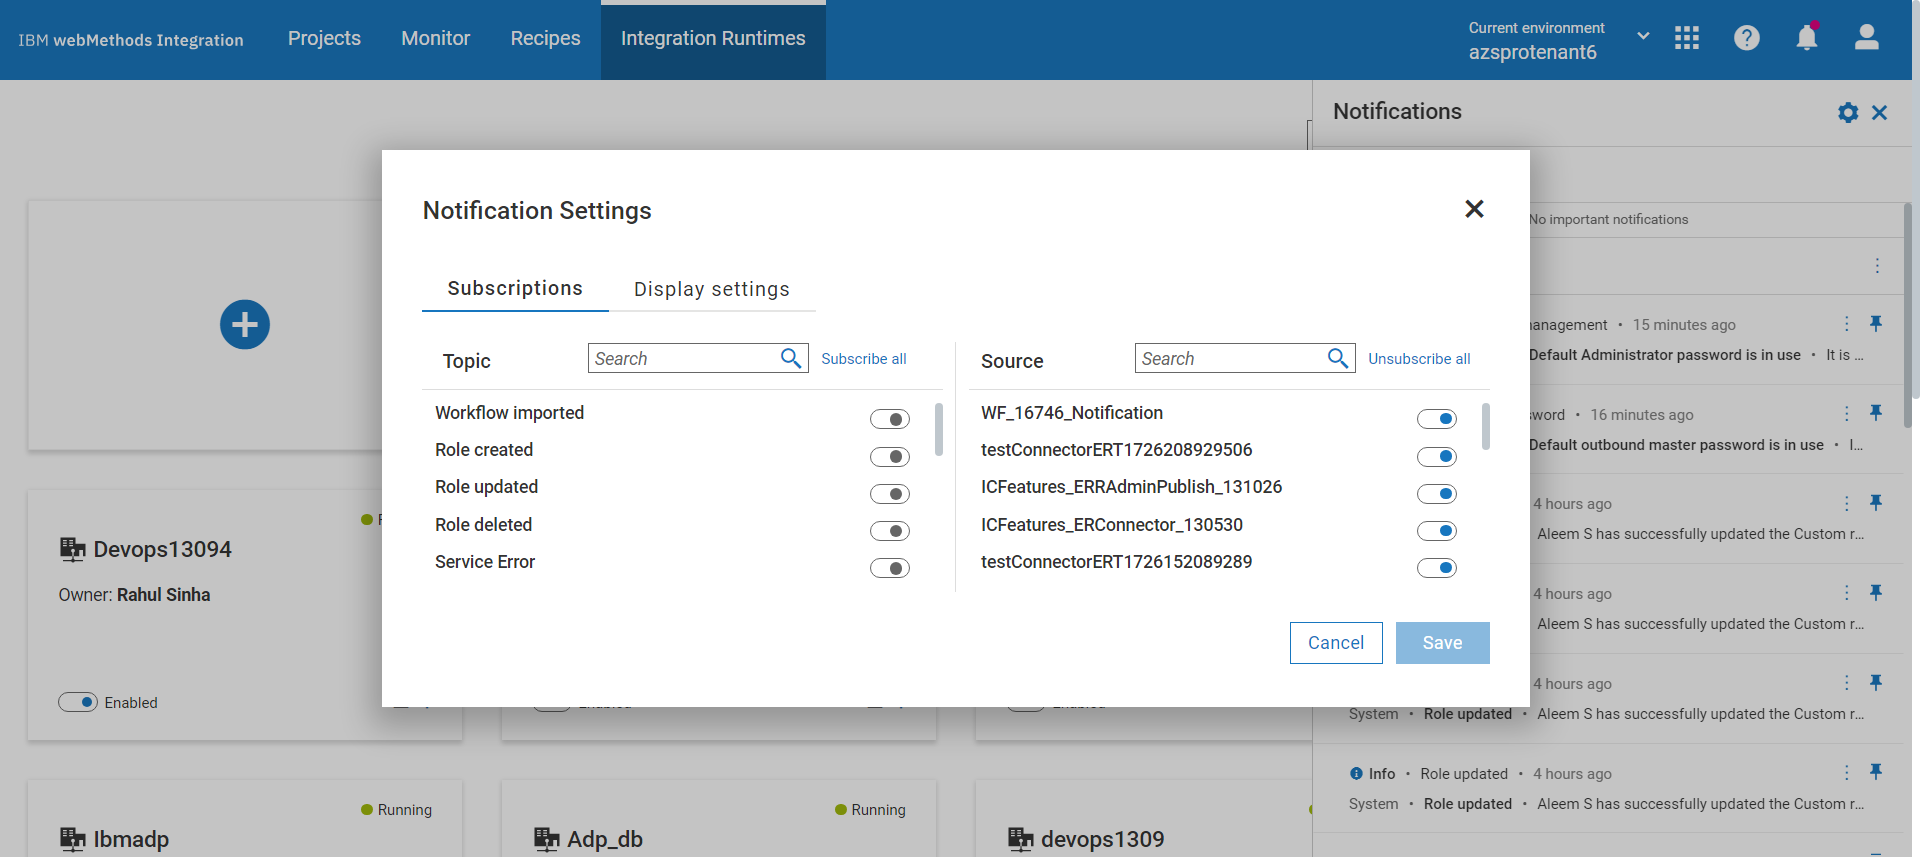 IBM webMethods Integration
Projects
Monitor
Recipes
Integration Runtimes
Current environment
azsprotenant6
Notifications
No important notifications
anagement • 15 minutes ago
Default Administrator password is in use • It is ...
sword • 16 minutes ago
Default outbound master password is in use • I...
4 hours ago
Aleem S has successfully updated the Custom r...
4 hours ago
Aleem S has successfully updated the Custom r...
4 hours ago
System • Role updated • Aleem S has successfully updated the Custom r...
Info • Role updated • 4 hours ago
System • Role updated • Aleem S has successfully updated the Custom r...
Notification Settings
Subscriptions
Display settings
Topic
Search
Subscribe all
Workflow imported
Role created
Role updated
Role deleted
Service Error
Source
Search
Unsubscribe all
WF_16746_Notification
testConnectorERT1726208929506
ICFeatures_ERRAdminPublish_131026
ICFeatures_ERConnector_130530
testConnectorERT1726152089289
Cancel
Save
Devops13094
Owner: Rahul Sinha
Enabled
Running
Ibmadp
Running
Adp_db
devops1309